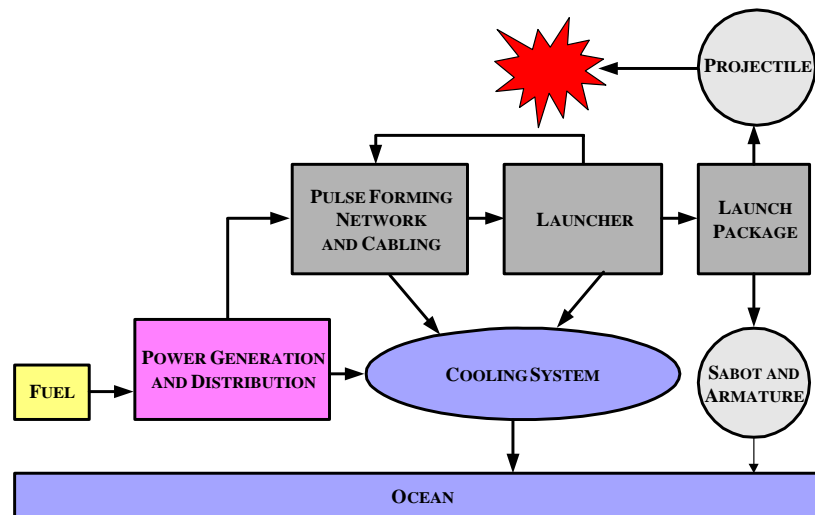 PROJECTILE
PULSE FORMING
NETWORK
AND CABLING
LAUNCHER
LAUNCH
PACKAGE
POWER GENERATION
AND DISTRIBUTION
FUEL
COOLING SYSTEM
SABOT AND
ARMATURE
OCEAN